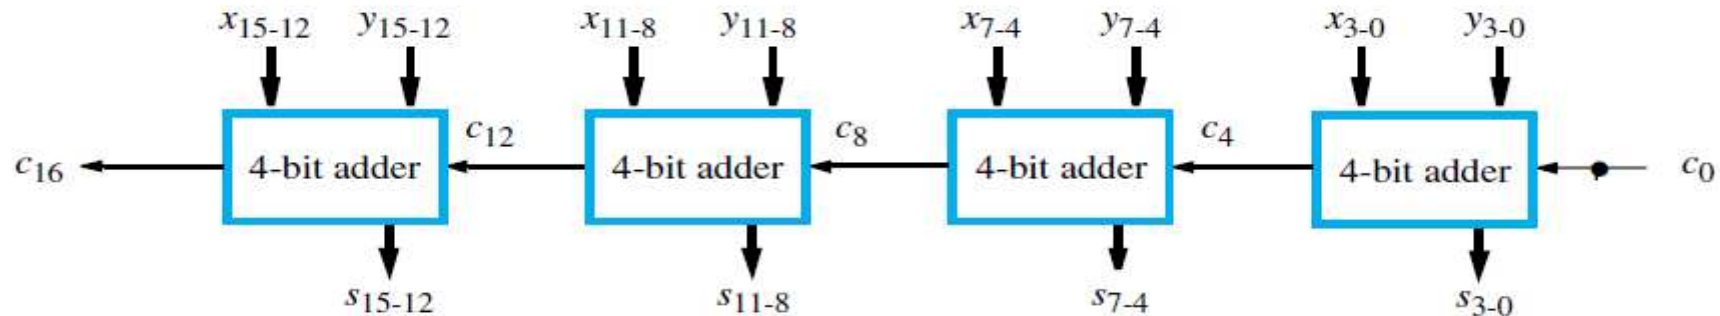 x15-12 y15-12 x11-8 y11-8 x7-4 y7-4 x3-0 y3-0
c16 4-bit adder c12 4-bit adder c8 4-bit adder c4 4-bit adder c0
s15-12 s11-8 s7-4 s3-0